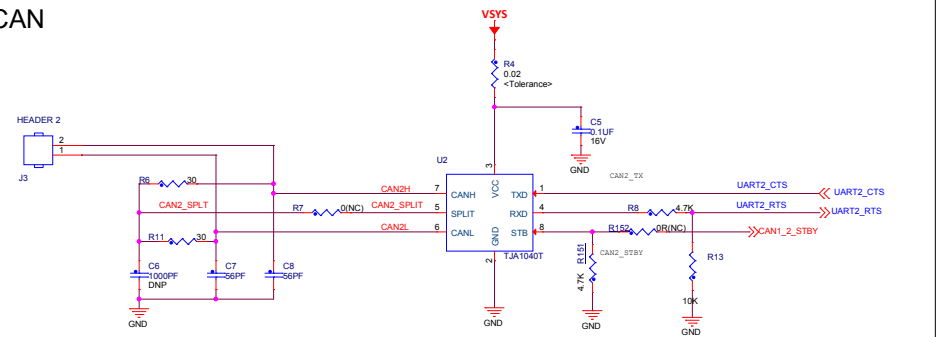 CAN
VSYS
R4
0.02
<Tolerance>
HEADER 2
C5
0.1UF
16V
2
1
J3
GND
U2
3
CAN2_TX
R6
30
CAN2H
7
CANH
VCC
TXD
1
UART2_CTS
UART2_CTS
CAN2_SPLT
R7
0(NC)
CAN2_SPLIT
5
SPLIT
RXD
4
R8
4.7K
UART2_RTS
UART2_RTS
R11
30
CAN2L
6
CANL
GND
STB
8
R152
0R(NC)
CAN1_2_STBY
C6
1000PF
DNP
C7
56PF
C8
56PF
2
TJA1040T
R151
4.7K
CAN2_STBY
R13
10K
GND
GND
GND
GND